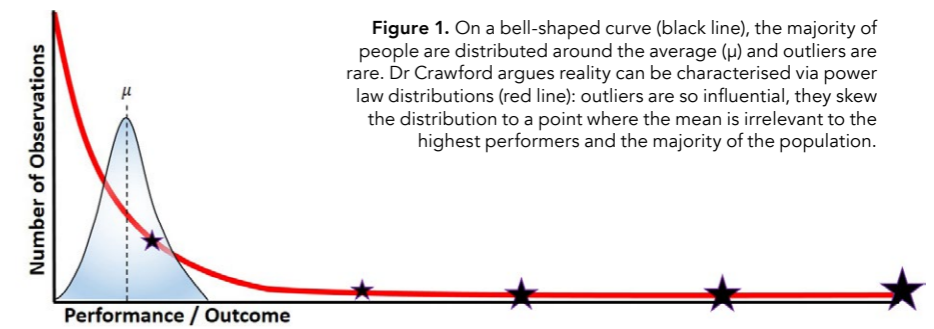 Figure 1. On a bell-shaped curve (black line), the majority of
people are distributed around the average (μ) and outliers are
rare. Dr Crawford argues reality can be characterised via power
law distributions (red line): outliers are so influential, they skew
the distribution to a point where the mean is irrelevant to the
highest performers and the majority of the population.
Number of Observations
μ
Performance / Outcome